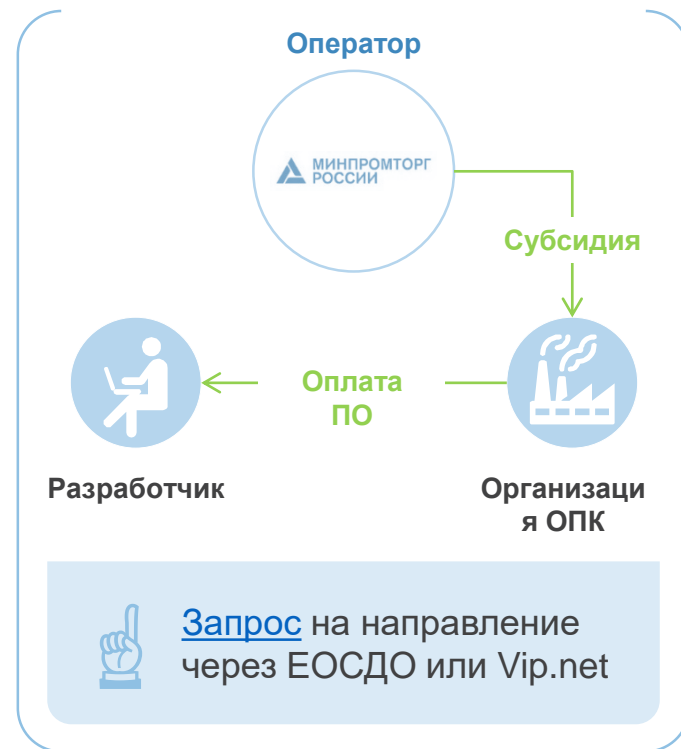 Оператор
МИНПРОМТОРГ
РОССИИ
Субсидия
Оплата
ПО
Разработчик
Организаци
я ОПК
Запрос на направление
через ЕОСДО или Vip.net